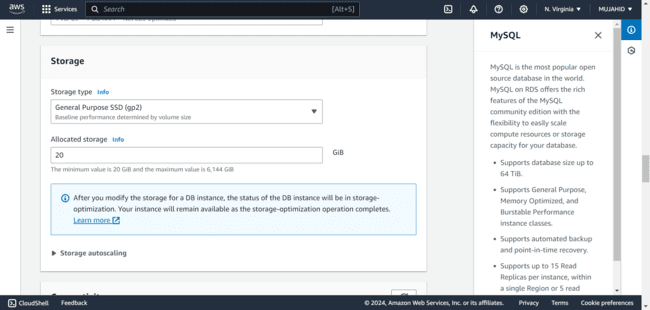 aws
Services
Search
[Alt+S]
N. Virginia
MUJAHID
Storage
Storage type Info
General Purpose SSD (gp2)
Baseline performance determined by volume size
Allocated storage Info
20
GiB
The minimum value is 20 GiB and the maximum value is 6,144 GiB
After you modify the storage for a DB instance, the status of the DB instance will be in storage-
optimization. Your instance will remain available as the storage-optimization operation completes.
Learn more
Storage autoscaling
MySQL
MySQL is the most popular open
source database in the world.
MySQL on RDS offers the rich
features of the MySQL
community edition with the
flexibility to easily scale
compute resources or storage
capacity for your database.
• Supports database size up to
64 TiB.
• Supports General Purpose,
Memory Optimized, and
Burstable Performance
instance classes.
• Supports automated backup
and point-in-time recovery.
• Supports up to 15 Read
Replicas per instance, within
a single Region or 5 read
CloudShell
Feedback
© 2024, Amazon Web Services, Inc. or its affiliates.
Privacy
Terms
Cookie preferences